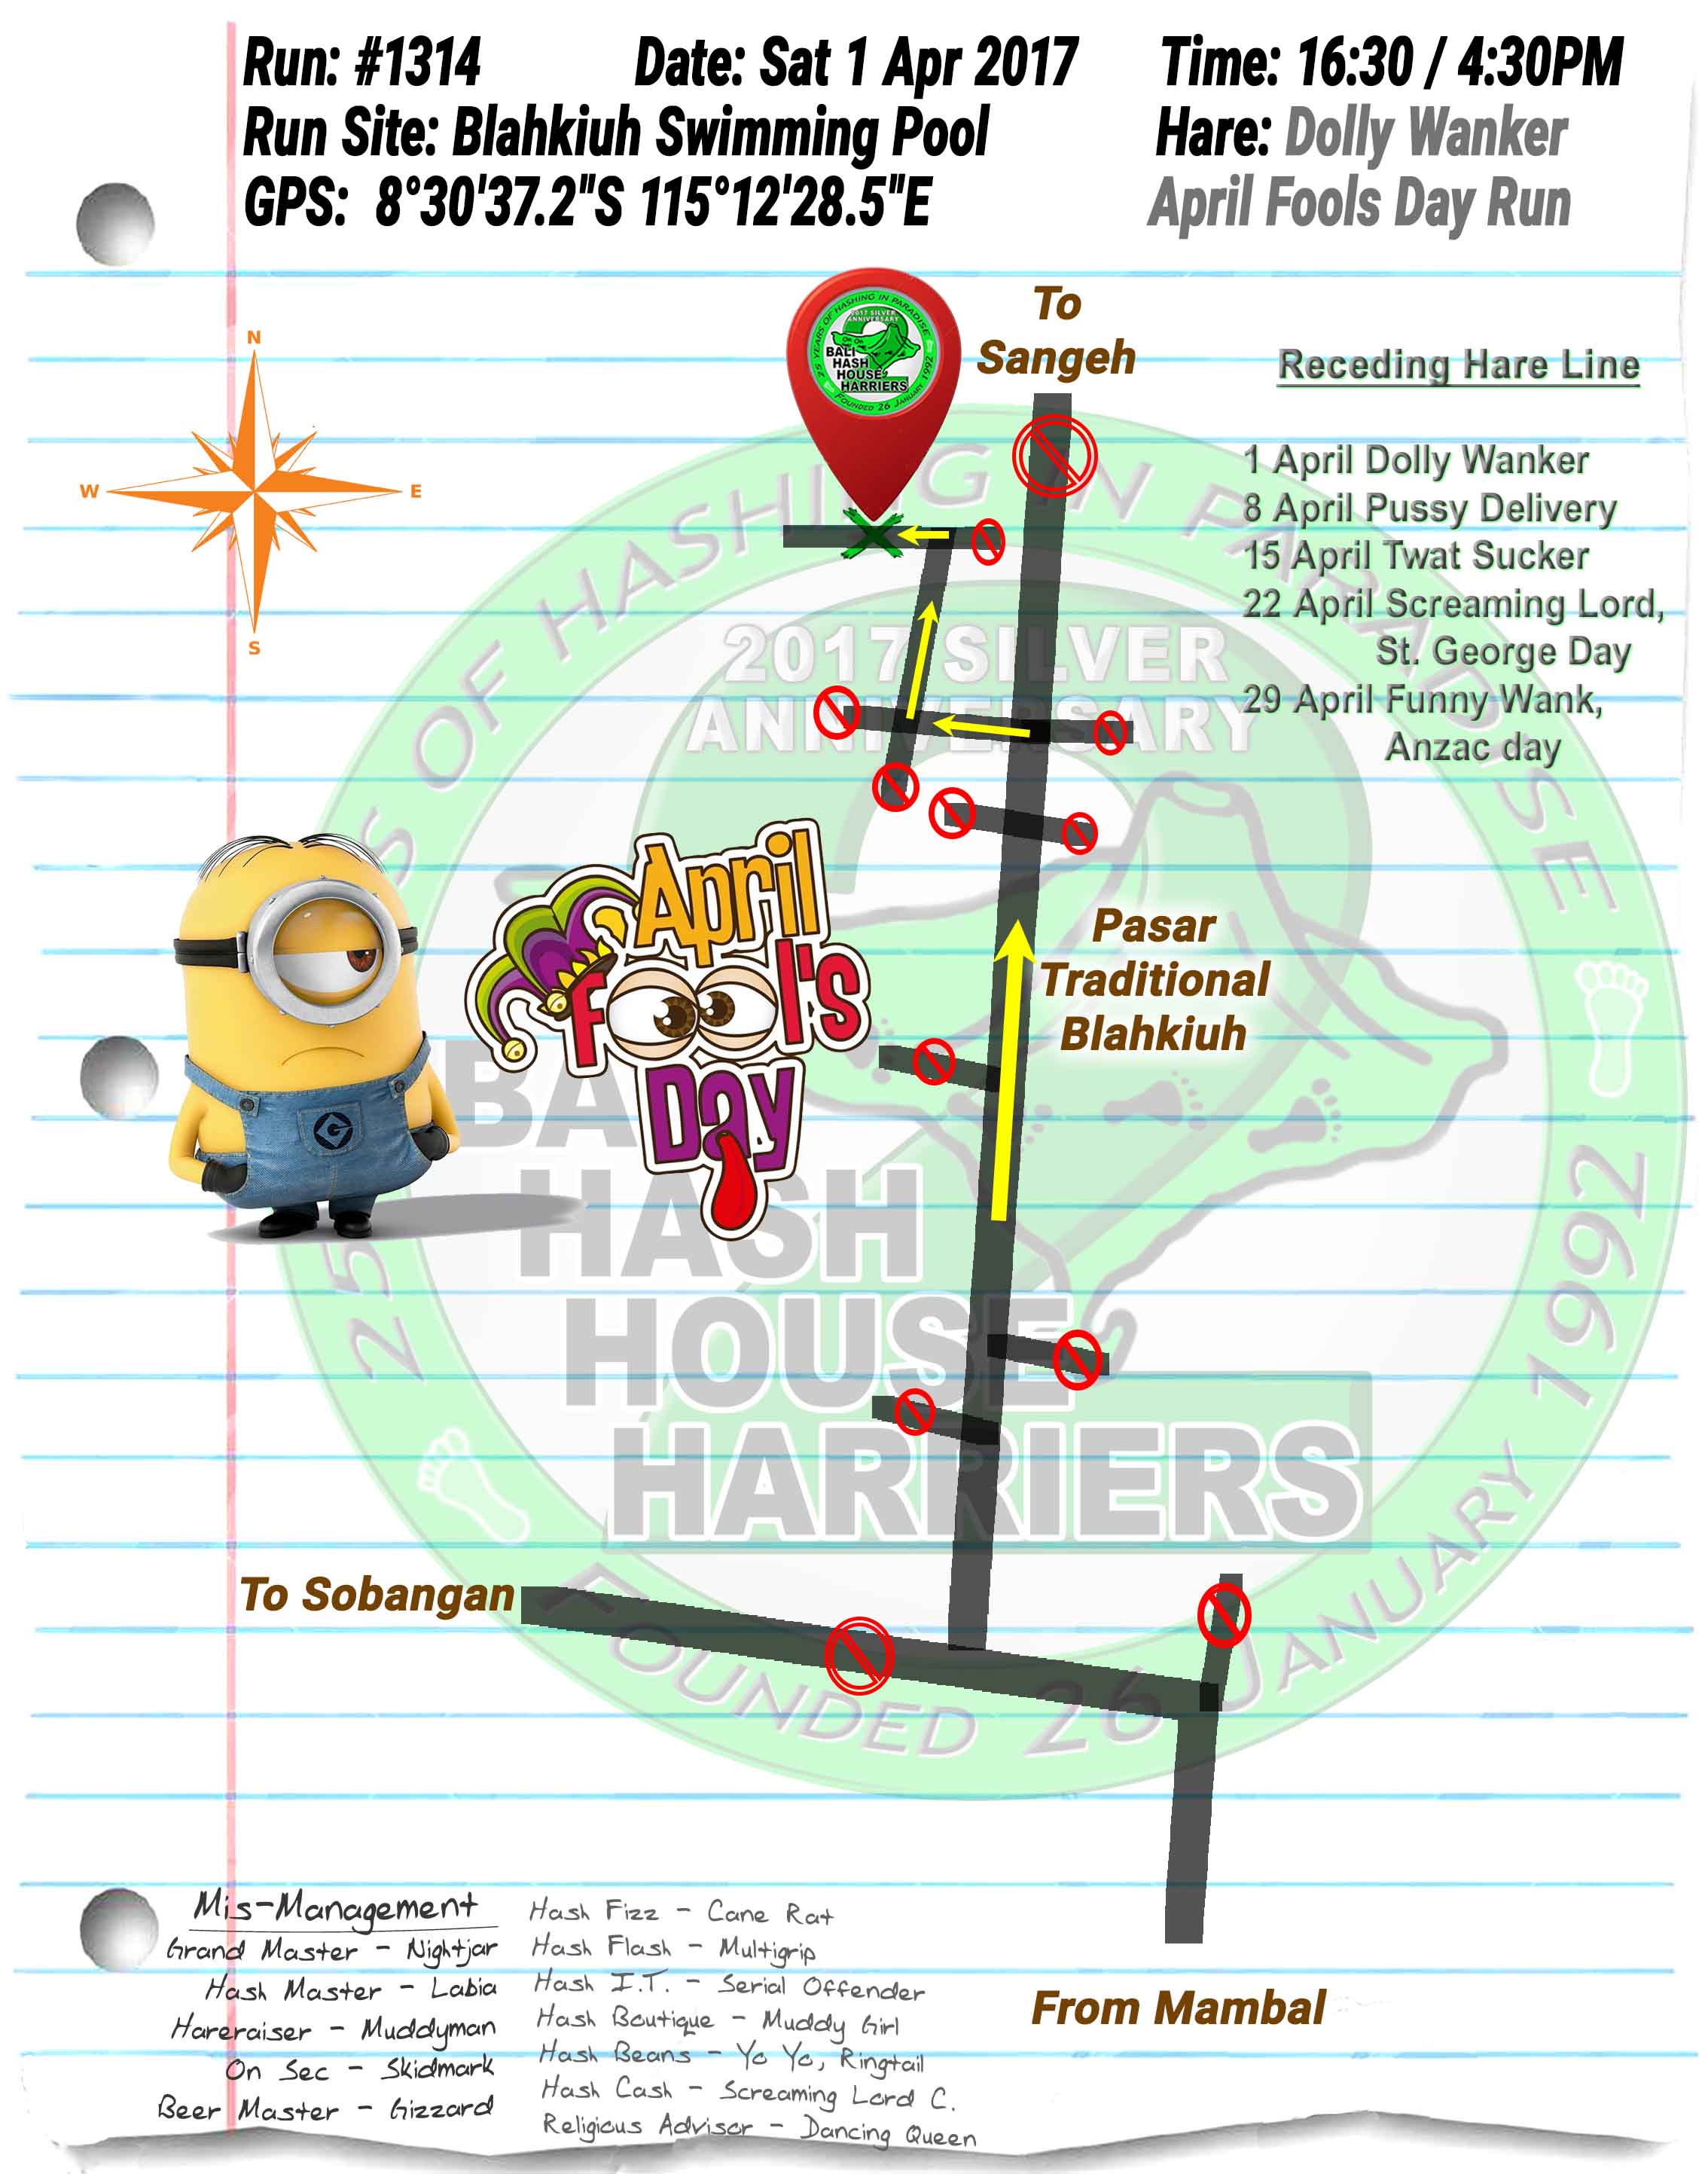 Run: #1314 Date: Sat 1 Apr 2017 Time: 16:30 / 4:30PM
Run Site: Blahkiuh Swimming Pool Hare: Dolly Wanker
GPS: 8°30'37.2"S 115°12'28.5"E April Fools Day Run
N
W E
S
25 YEARS OF HASHING IN PARADISE
2017 SILVER
ANNIVERSARY
BALI
HASH
HOUSE
HARRIERS
FOUNDED 26 JANUARY 1992
To
Sangeh
Receding Hare Line
1 April Dolly Wanker
8 April Pussy Delivery
15 April Twat Sucker
22 April Screaming Lord,
St. George Day
29 April Funny Wank,
Anzac day
2017 SILVER
ANNIVERSARY
April
Fool's
Day
Pasar
Traditional
Blahkiuh
S OF HASHING IN PARADISE
BA
HASH
HOUSE
HARRIERS
25
FOUNDED 26 JANUARY 1992
To Sobangan
From Mambal
Mis-Management
Grand Master - Nightjar
Hash Master - Labia
Hareraiser - Muddyman
On Sec - Skidmark
Beer Master - Gizzard
Hash Fizz - Cane Rat
Hash Flash - Multigrip
Hash I.T. - Serial Offender
Hash Boutique - Muddy Girl
Hash Beans - Yo Yo, Ringtail
Hash Cash - Screaming Lord C.
Religious Advisor - Dancing Queen